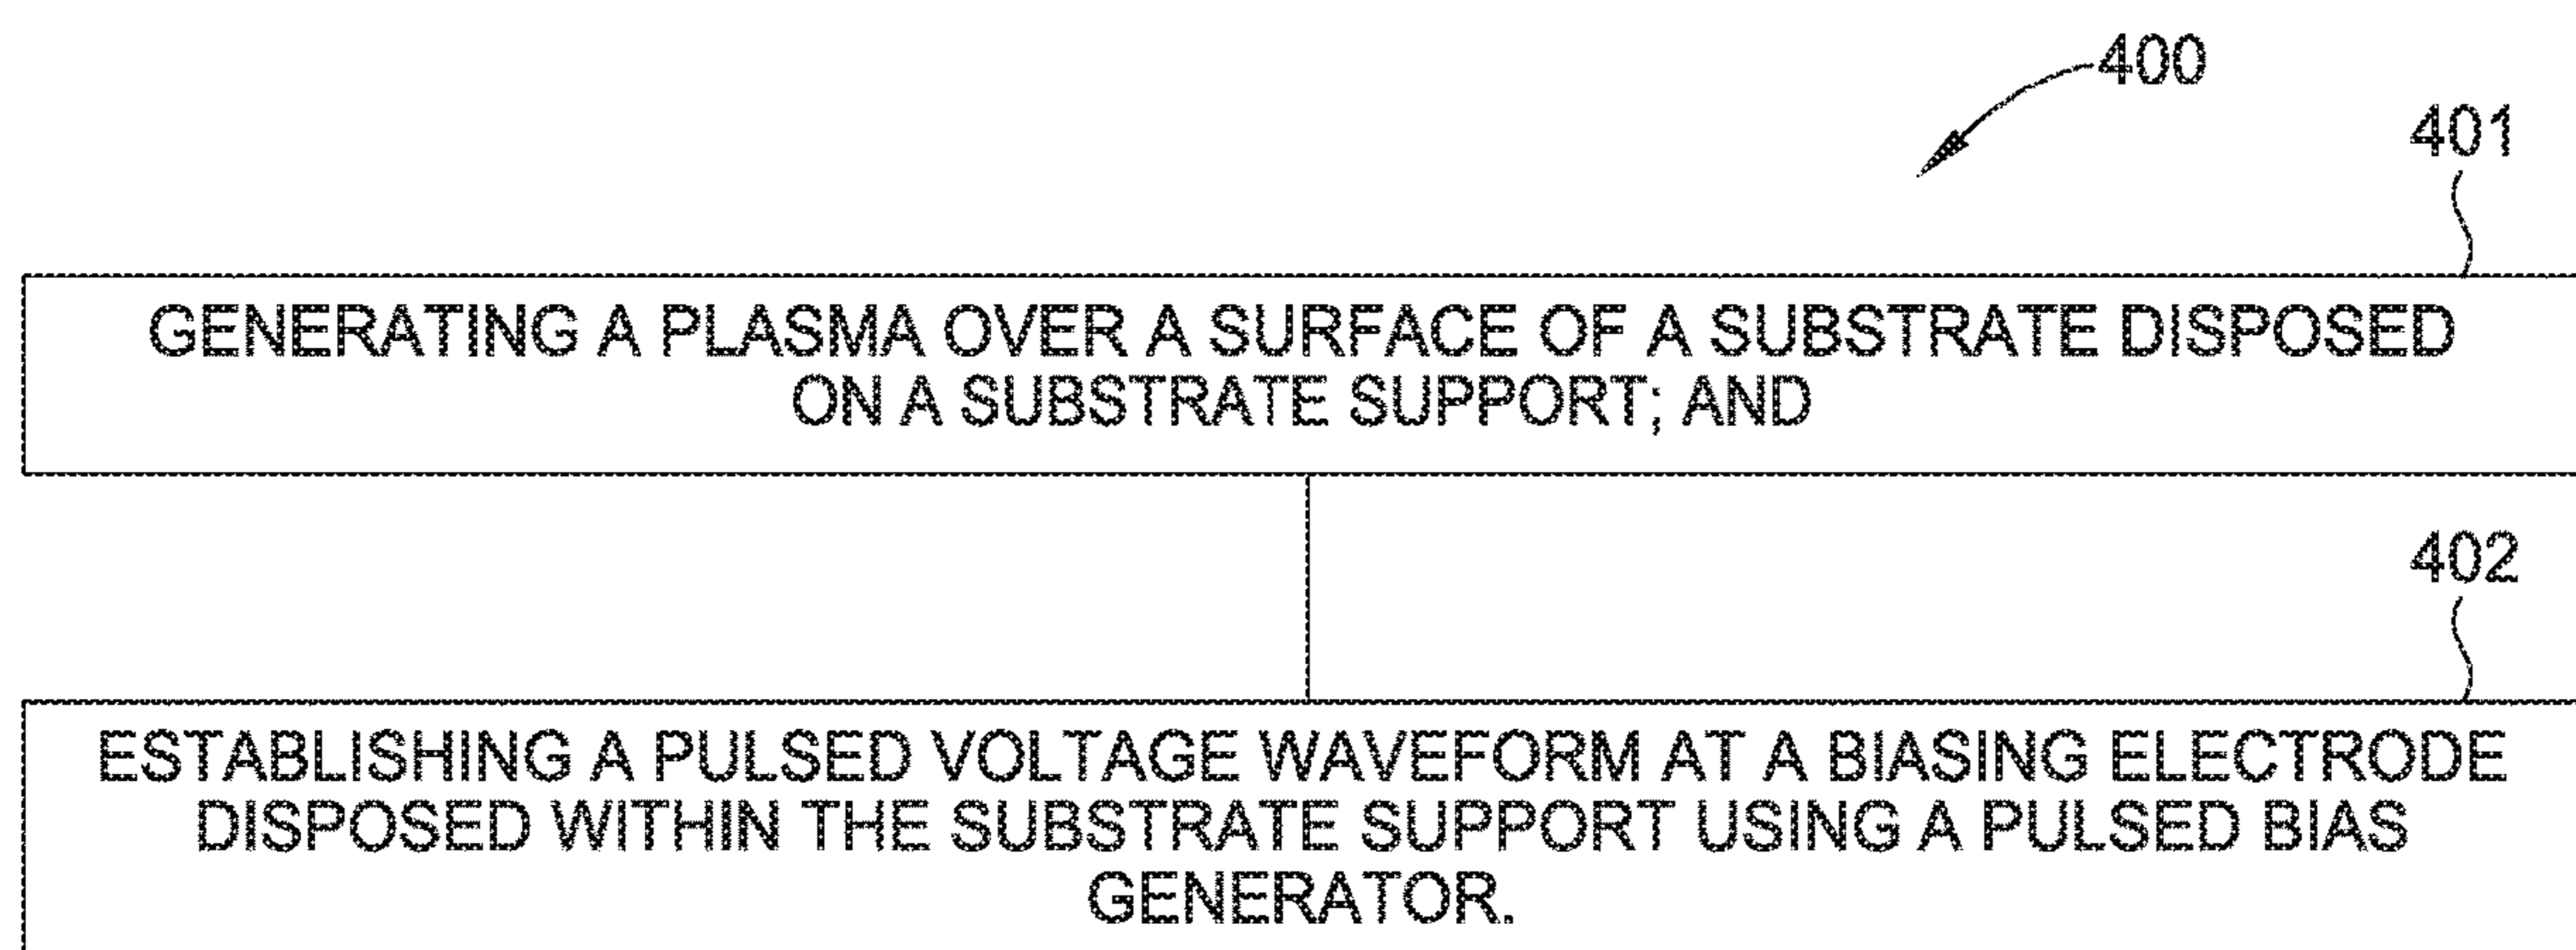 400
401
GENERATING A PLASMA OVER A SURFACE OF A SUBSTRATE DISPOSED
ON A SUBSTRATE SUPPORT; AND
402
ESTABLISHING A PULSED VOLTAGE WAVEFORM AT A BIASING ELECTRODE
DISPOSED WITHIN THE SUBSTRATE SUPPORT USING A PULSED BIAS
GENERATOR.